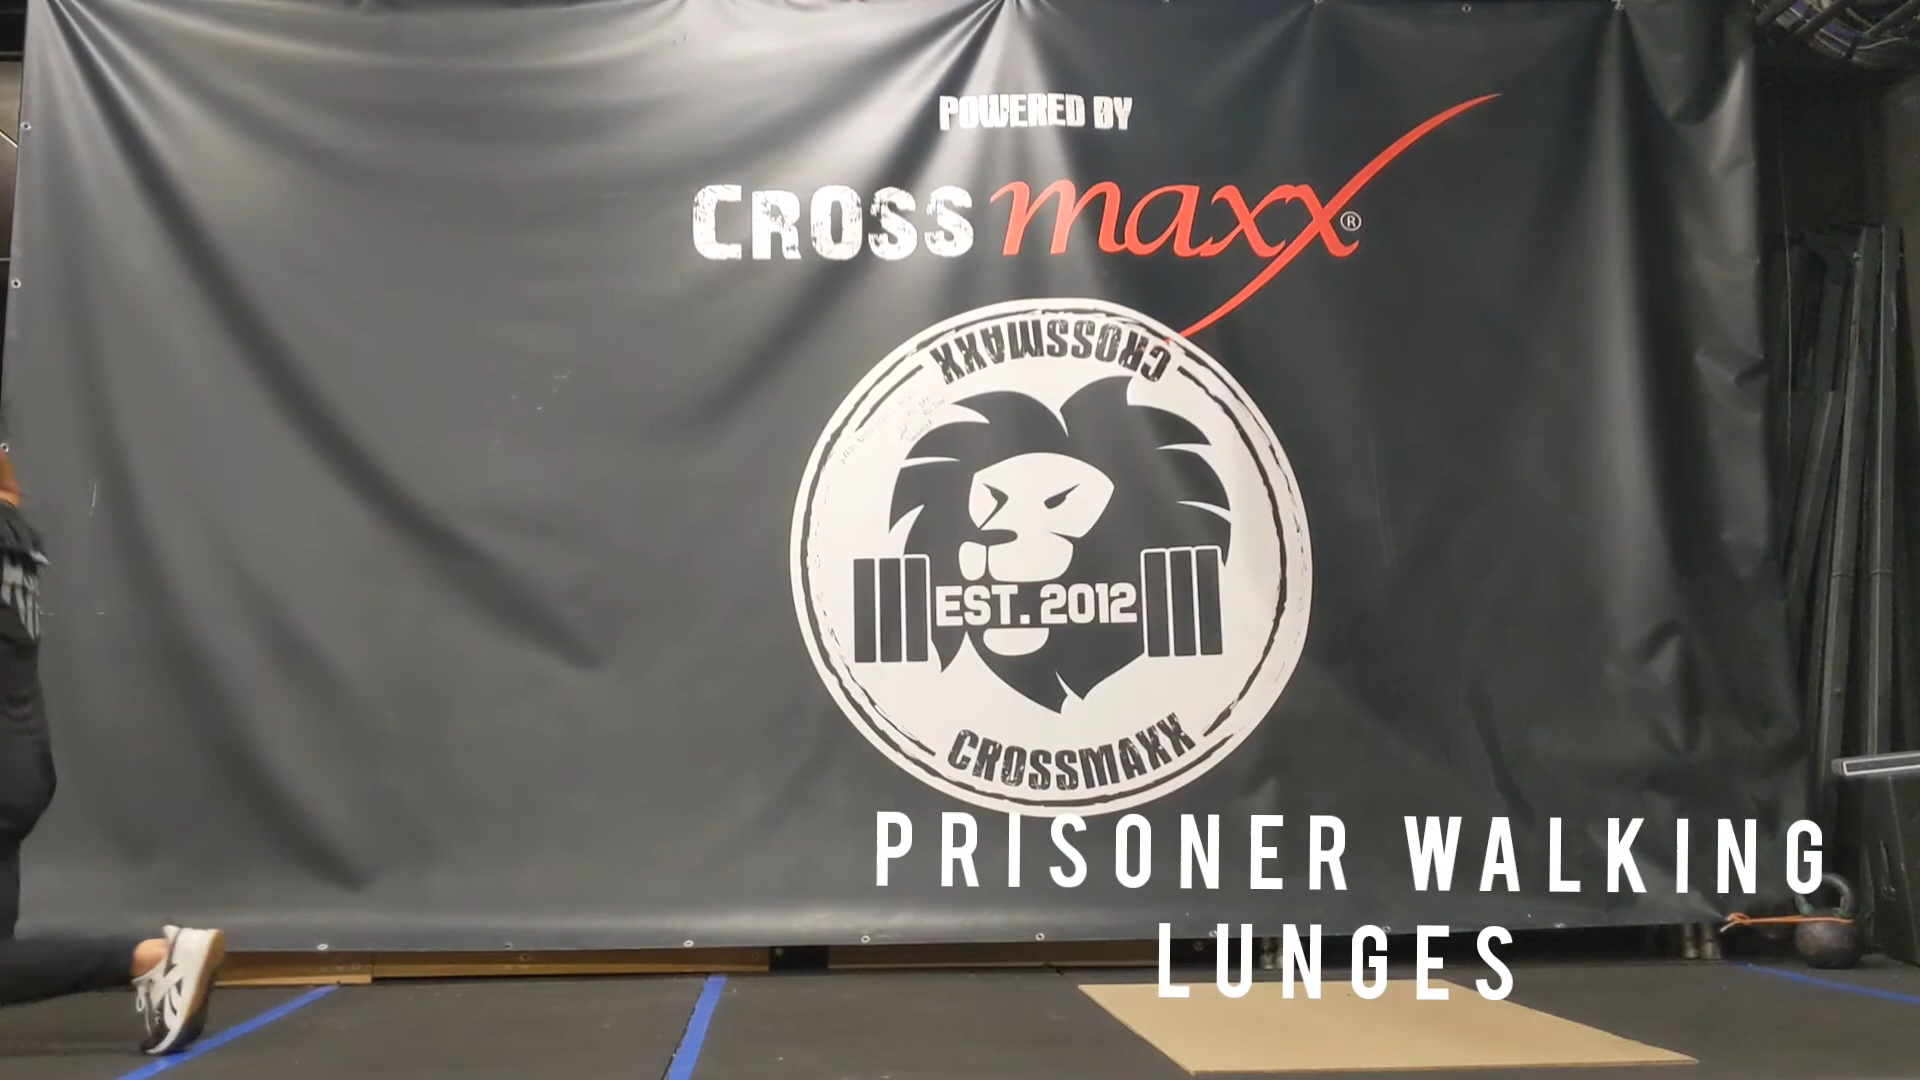 POWERED BY
CROSS maxx®
CROSSMAXX
EST. 2012
CROSSMAXX
PRISONER WALKING
LUNGES